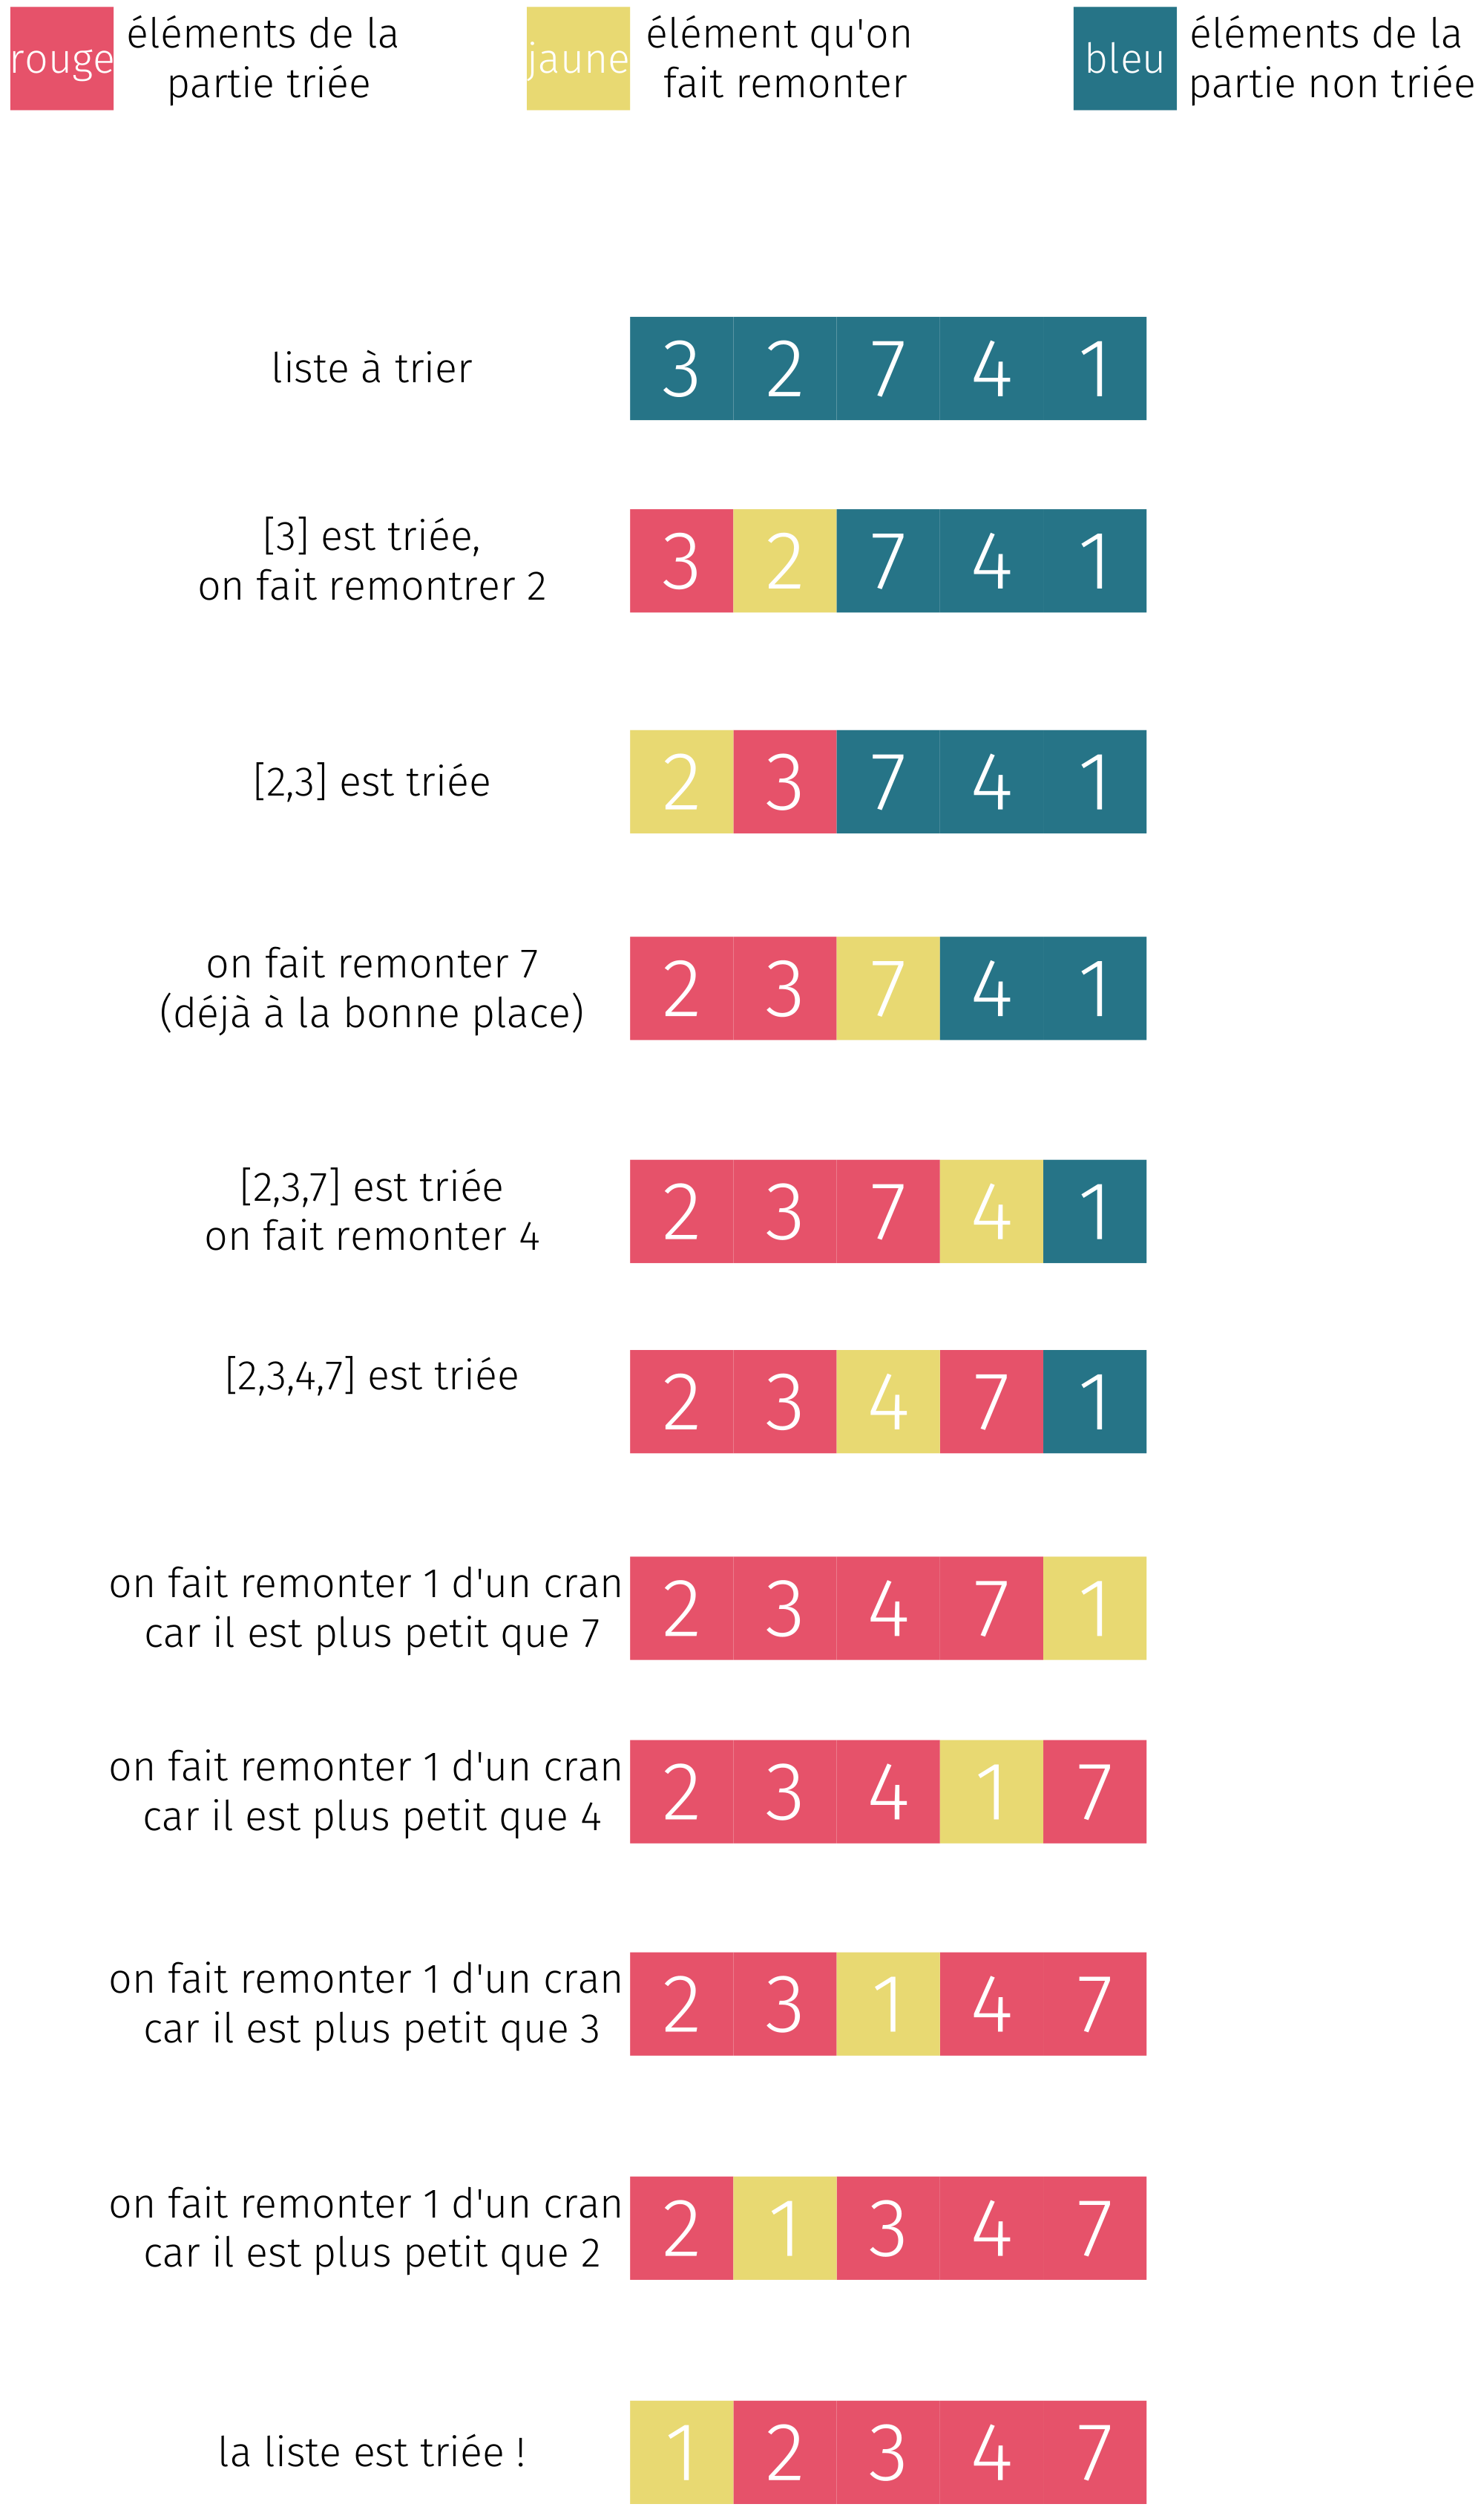 rouge
éléments de la
partie triée
jaune
élément qu'on
fait remonter
bleu
éléments de la
partie non triée
liste à trier
3 2 7 4 1
[3] est triée,
on fait remontrer 2
3 2 7 4 1
[2,3] est triée
2 3 7 4 1
on fait remonter 7
(déjà à la bonne place)
2 3 7 4 1
[2,3,7] est triée
on fait remonter 4
2 3 7 4 1
[2,3,4,7] est triée
2 3 4 7 1
on fait remonter 1 d'un cran
car il est plus petit que 7
2 3 4 7 1
on fait remonter 1 d'un cran
car il est plus petit que 4
2 3 4 1 7
on fait remonter 1 d'un cran
car il est plus petit que 3
2 3 1 4 7
on fait remonter 1 d'un cran
car il est plus petit que 2
2 1 3 4 7
la liste est triée !
1 2 3 4 7